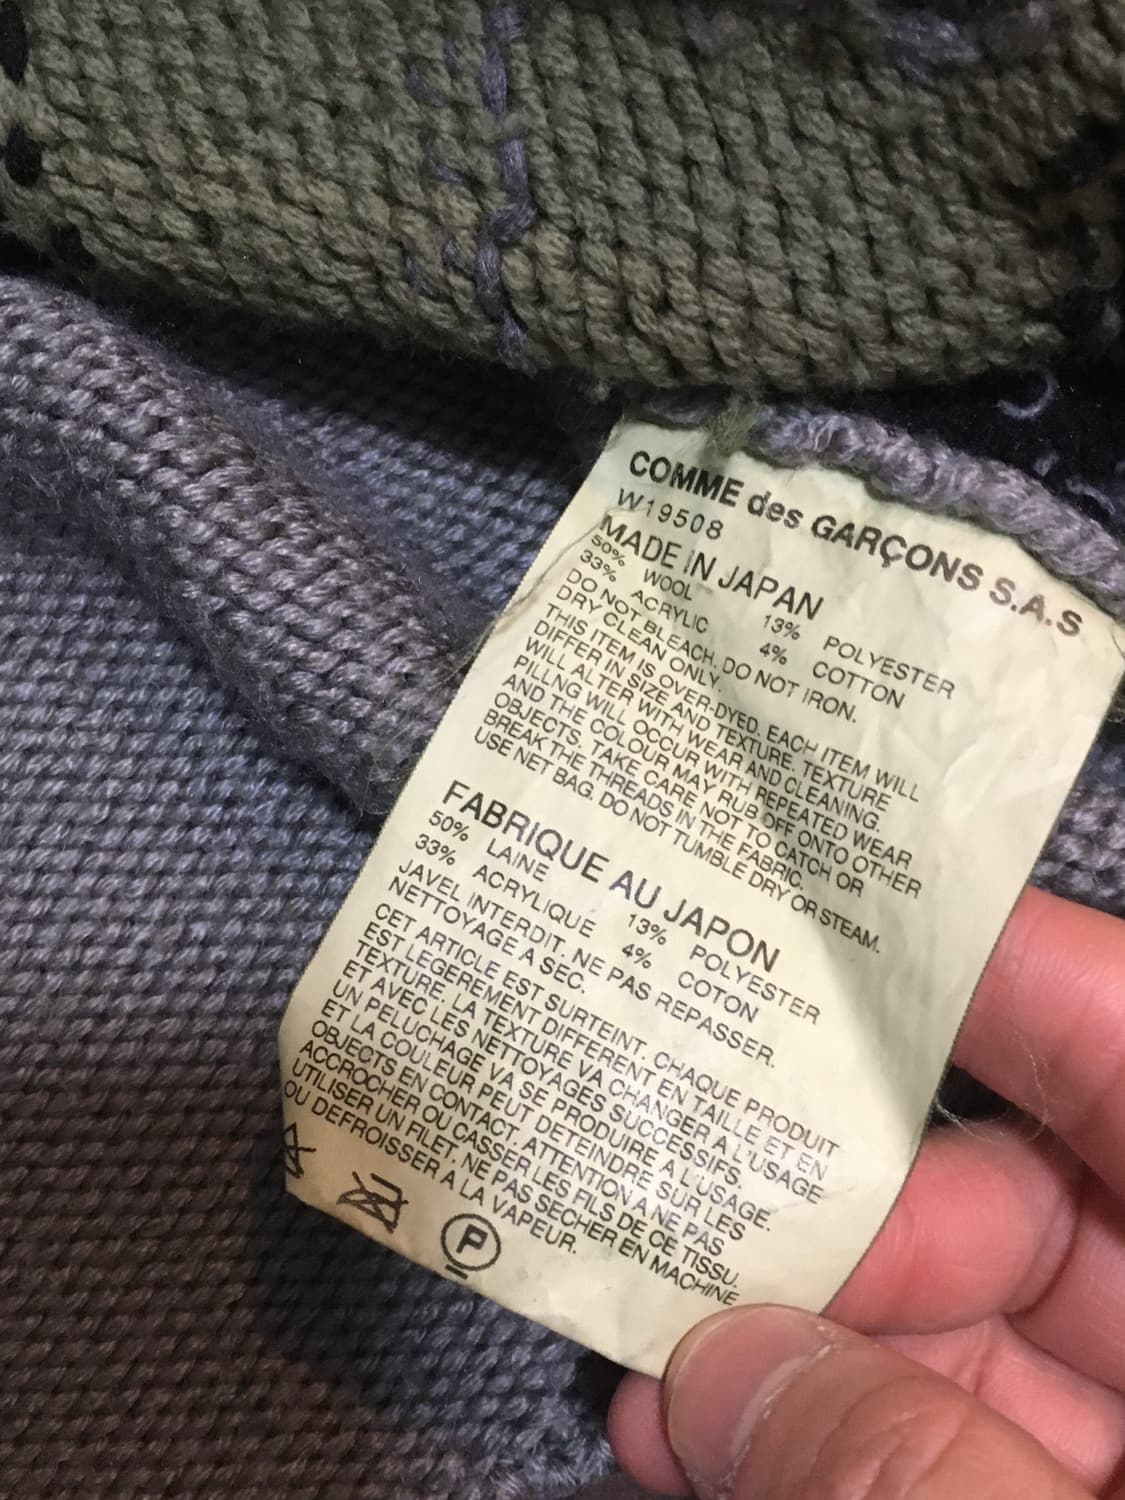 COMME des GARÇONS S.A.S
W19508
MADE IN JAPAN
50% WOOL 13% POLYESTER
33% ACRYLIC 4% COTTON
DO NOT BLEACH. DO NOT IRON.
DRY CLEAN ONLY.
THIS ITEM IS OVER-DYED. EACH ITEM WILL
DIFFER IN SIZE AND TEXTURE. TEXTURE
WILL ALTER WITH WEAR AND CLEANING.
PILLNG WILL OCCUR WITH REPEATED WEAR
AND THE COLOUR MAY RUB OFF ONTO OTHER
OBJECTS. TAKE CARE NOT TO CATCH OR
BREAK THE THREADS IN THE FABRIC.
USE NET BAG. DO NOT TUMBLE DRY OR STEAM.
FABRIQUE AU JAPON
50% LAINE 13% POLYESTER
33% ACRYLIQUE 4% COTON
JAVEL INTERDIT. NE PAS REPASSER.
NETTOYAGE A SEC.
CET ARTICLE EST SURTEINT. CHAQUE PRODUIT
EST LEGEREMENT DIFFERENT EN TAILLE ET EN
TEXTURE. LA TEXTURE VA CHANGER A L'USAGE
ET AVEC LES NETTOYAGES SUCCESSIFS.
UN PELUCHAGE VA SE PRODUIRE A L'USAGE.
ET LA COULEUR PEUT DETEINDRE SUR LES
OBJECTS EN CONTACT. ATTENTION A NE PAS
ACCROCHER OU CASSER LES FILS DE CE TISSU.
UTILISER UN FILET, NE PAS SECHER EN MACHINE
OU DEFROISSER A LA VAPEUR.
P